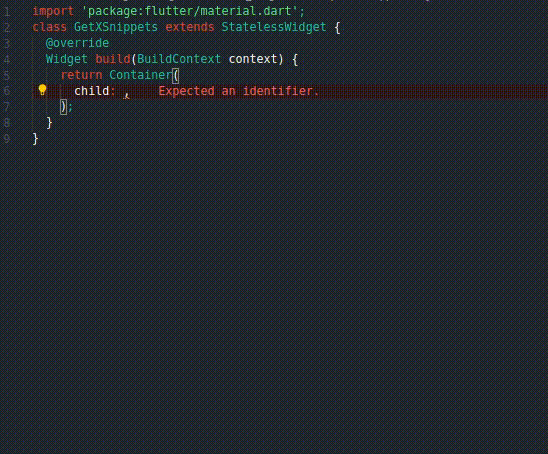 1 import 'package:flutter/material.dart';
2 class GetXSnippets extends StatelessWidget {
3 @override
4 Widget build(BuildContext context) {
5 return Container(
6 child: , Expected an identifier.
7 );
8 }
9 }